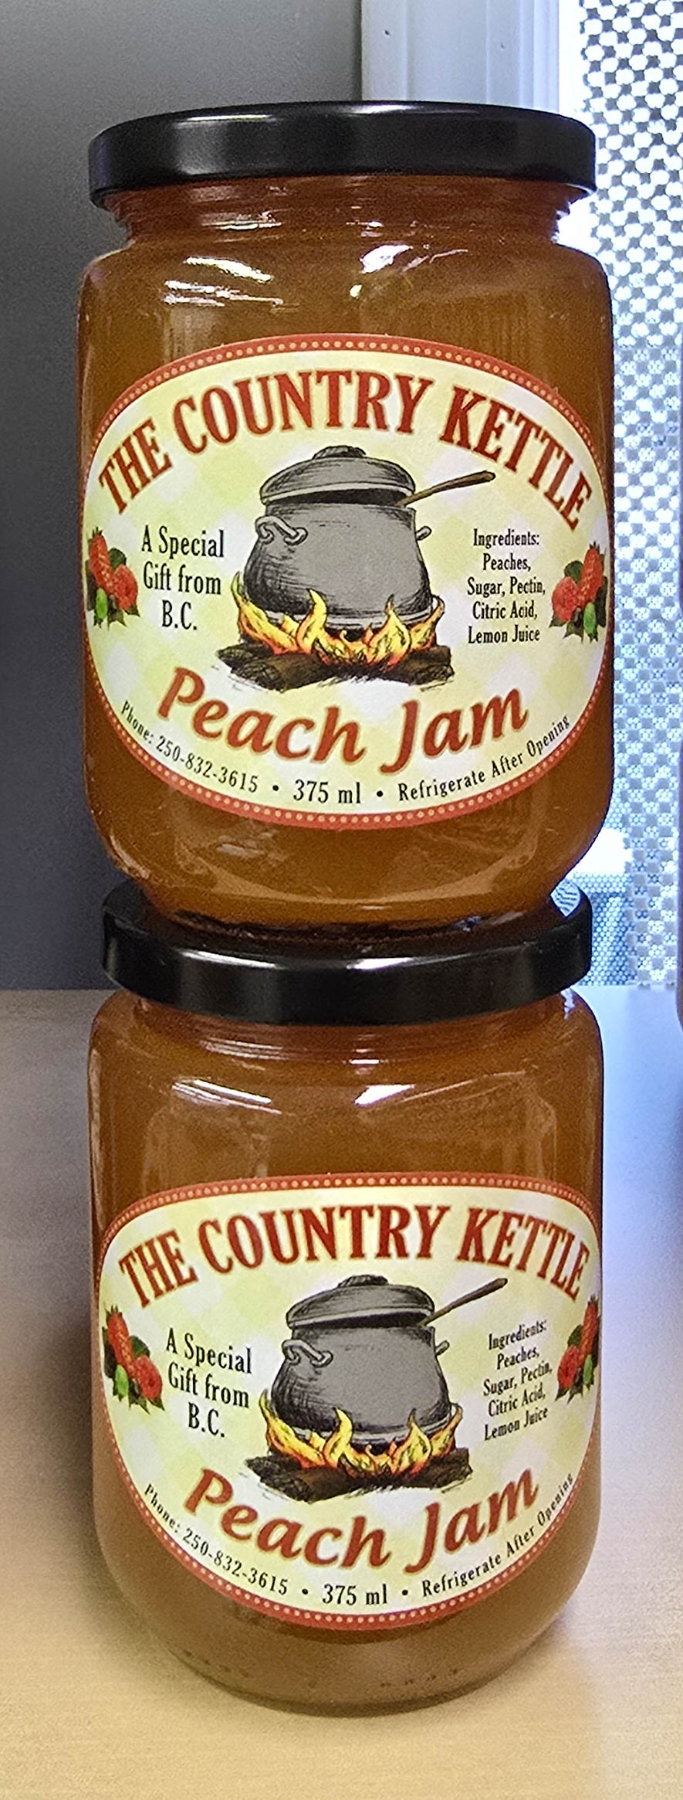 THE COUNTRY KETTLE
A Special
Gift from
B.C.
Ingredients:
Peaches,
Sugar, Pectin,
Citric Acid,
Lemon Juice
Peach Jam
Phone: 250-832-3615 • 375 ml • Refrigerate After Opening
THE COUNTRY KETTLE
A Special
Gift from
B.C.
Ingredients:
Peaches,
Sugar, Pectin,
Citric Acid,
Lemon Juice
Peach Jam
Phone: 250-832-3615 • 375 ml • Refrigerate After Opening